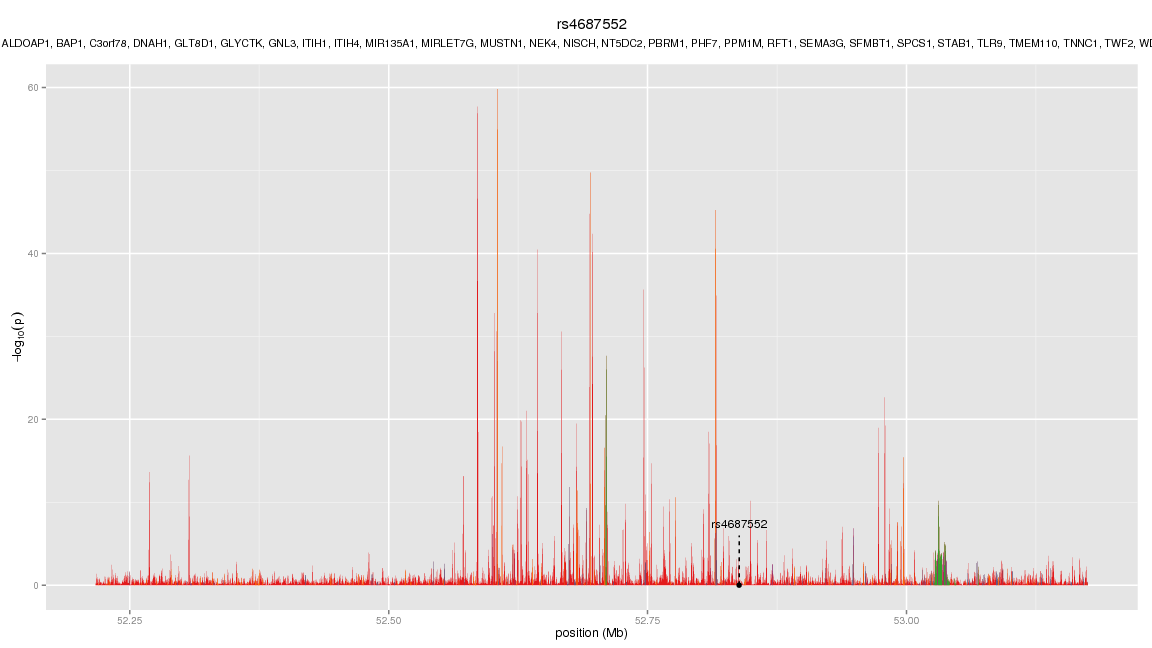 rs4687552
ALDOAP1, BAP1, C3orf78, DNAH1, GLT8D1, GLYCTK, GNL3, ITIH1, ITIH4, MIR135A1, MIRLET7G, MUSTN1, NEK4, NISCH, NT5DC2, PBRM1, PHF7, PPM1M, RFT1, SEMA3G, SFMBT1, SPCS1, STAB1, TLR9, TMEM110, TNNC1, TWF2,
60
40
20
0
−log10(p)
rs4687552
52.25 52.50 52.75 53.00
position (Mb)